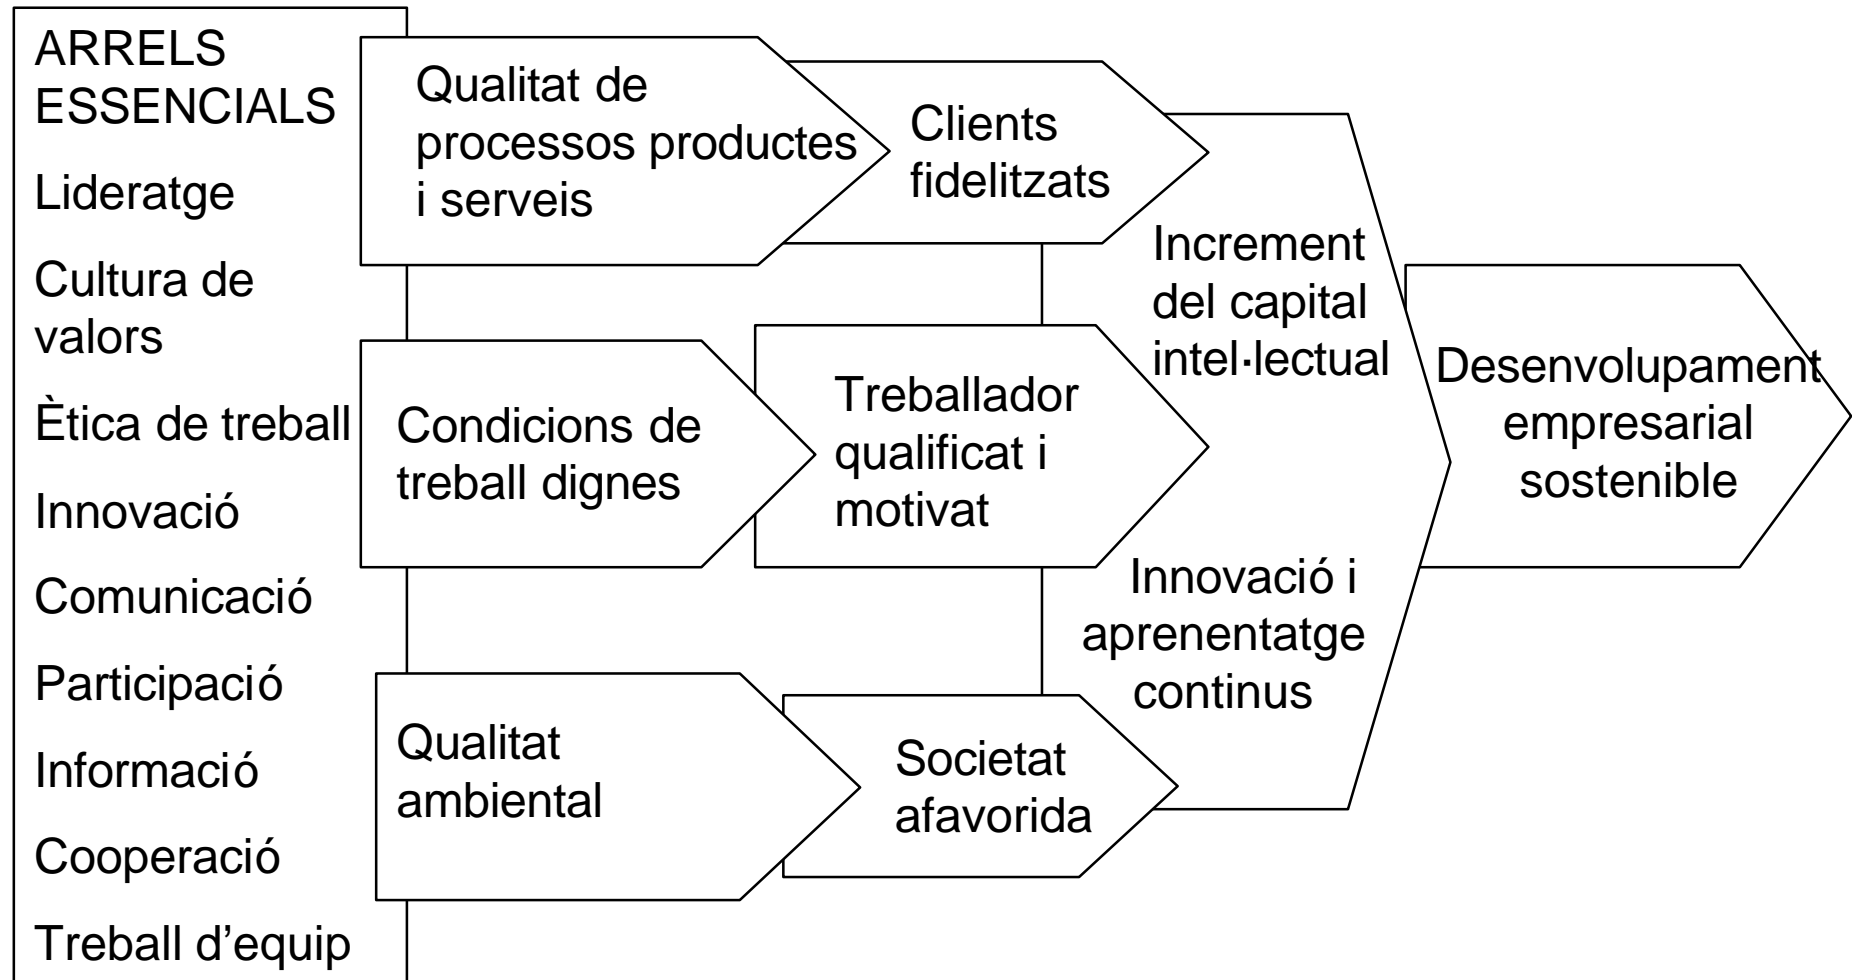 ARRELS
ESSENCIALS
Lideratge
Cultura de
valors
Ètica de treball
Innovació
Comunicació
Participació
Informació
Cooperació
Treball d’equip
Qualitat de
processos productes
i serveis
Clients
fidelitzats
Condicions de
treball dignes
Treballador
qualificat i
motivat
Qualitat
ambiental
Societat
afavorida
Increment
del capital
intel·lectual
Innovació i
aprenentatge
continus
Desenvolupament
empresarial
sostenible